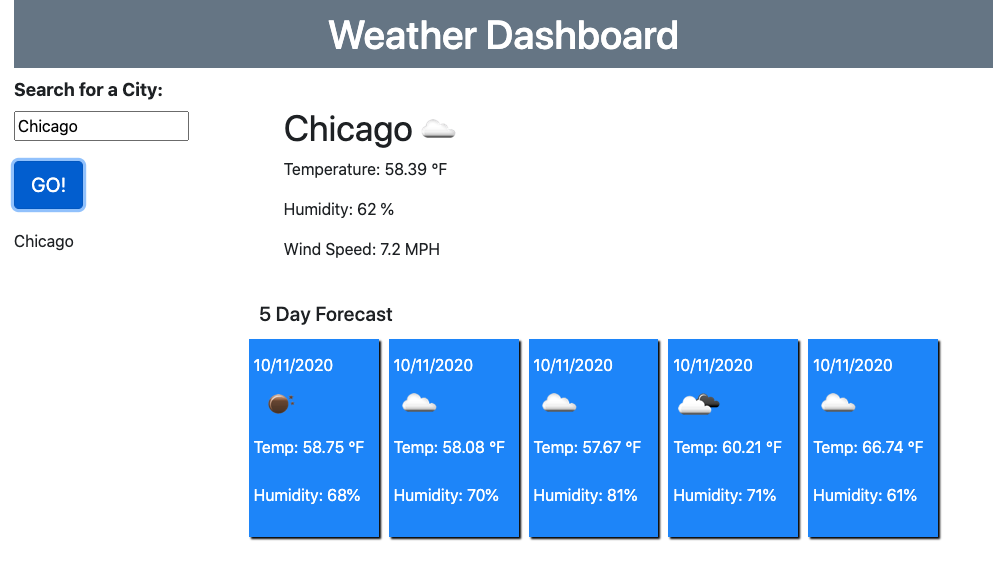 Weather Dashboard
Search for a City:
Chicago
GO!
Chicago
Chicago
Temperature: 58.39 °F
Humidity: 62 %
Wind Speed: 7.2 MPH
5 Day Forecast
10/11/2020 10/11/2020 10/11/2020 10/11/2020 10/11/2020
Temp: 58.75 °F Temp: 58.08 °F Temp: 57.67 °F Temp: 60.21 °F Temp: 66.74 °F
Humidity: 68% Humidity: 70% Humidity: 81% Humidity: 71% Humidity: 61%